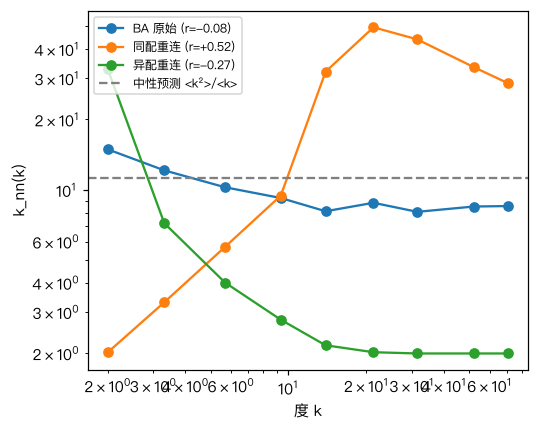 BA 原始 (r=−0.08)
同配重连 (r=+0.52)
异配重连 (r=−0.27)
中性预测 <k²>/<k>
k_nn(k)
4×10¹
3×10¹
2×10¹
10¹
6×10⁰
4×10⁰
3×10⁰
2×10⁰
2×10⁰ 3×10⁰ 4×10⁰ 6×10⁰ 10¹ 2×10¹ 3×10¹ 4×10¹ 6×10¹
度 k